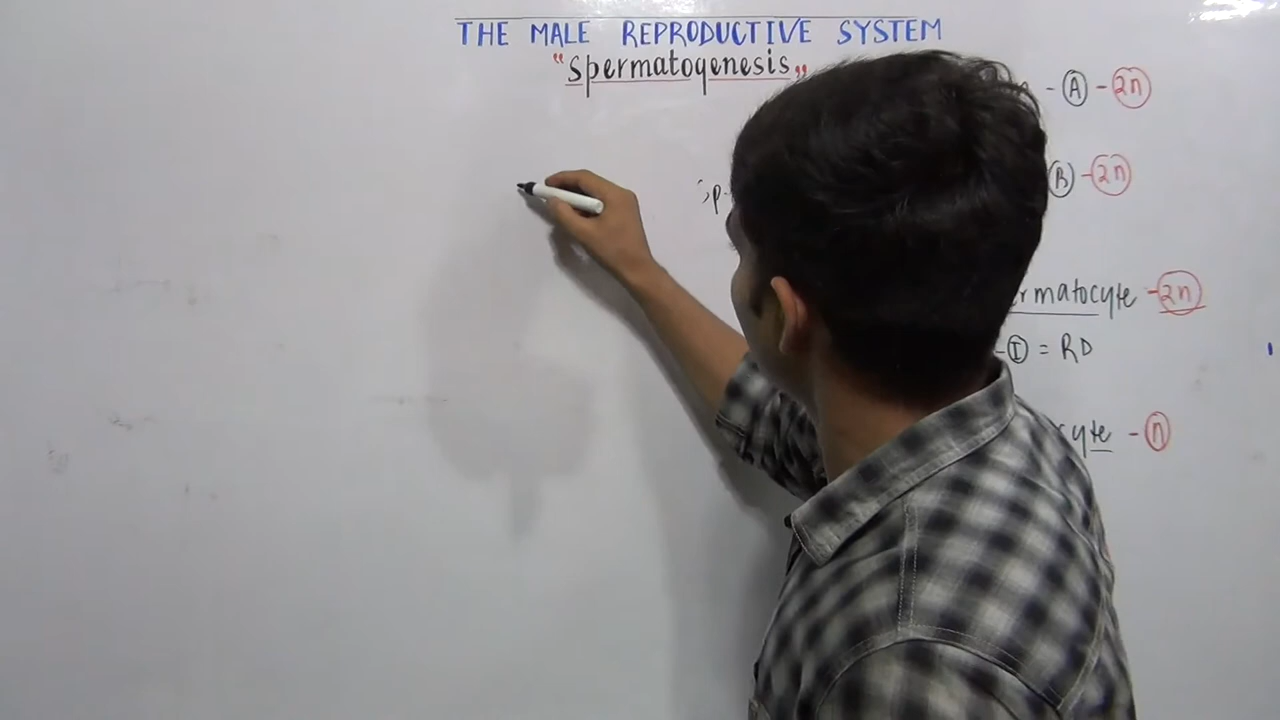 THE MALE REPRODUCTIVE SYSTEM
"Spermatogenesis"
- A - 2n
B - 2n
rmatocyte - 2n
- I = RD
cyte - n